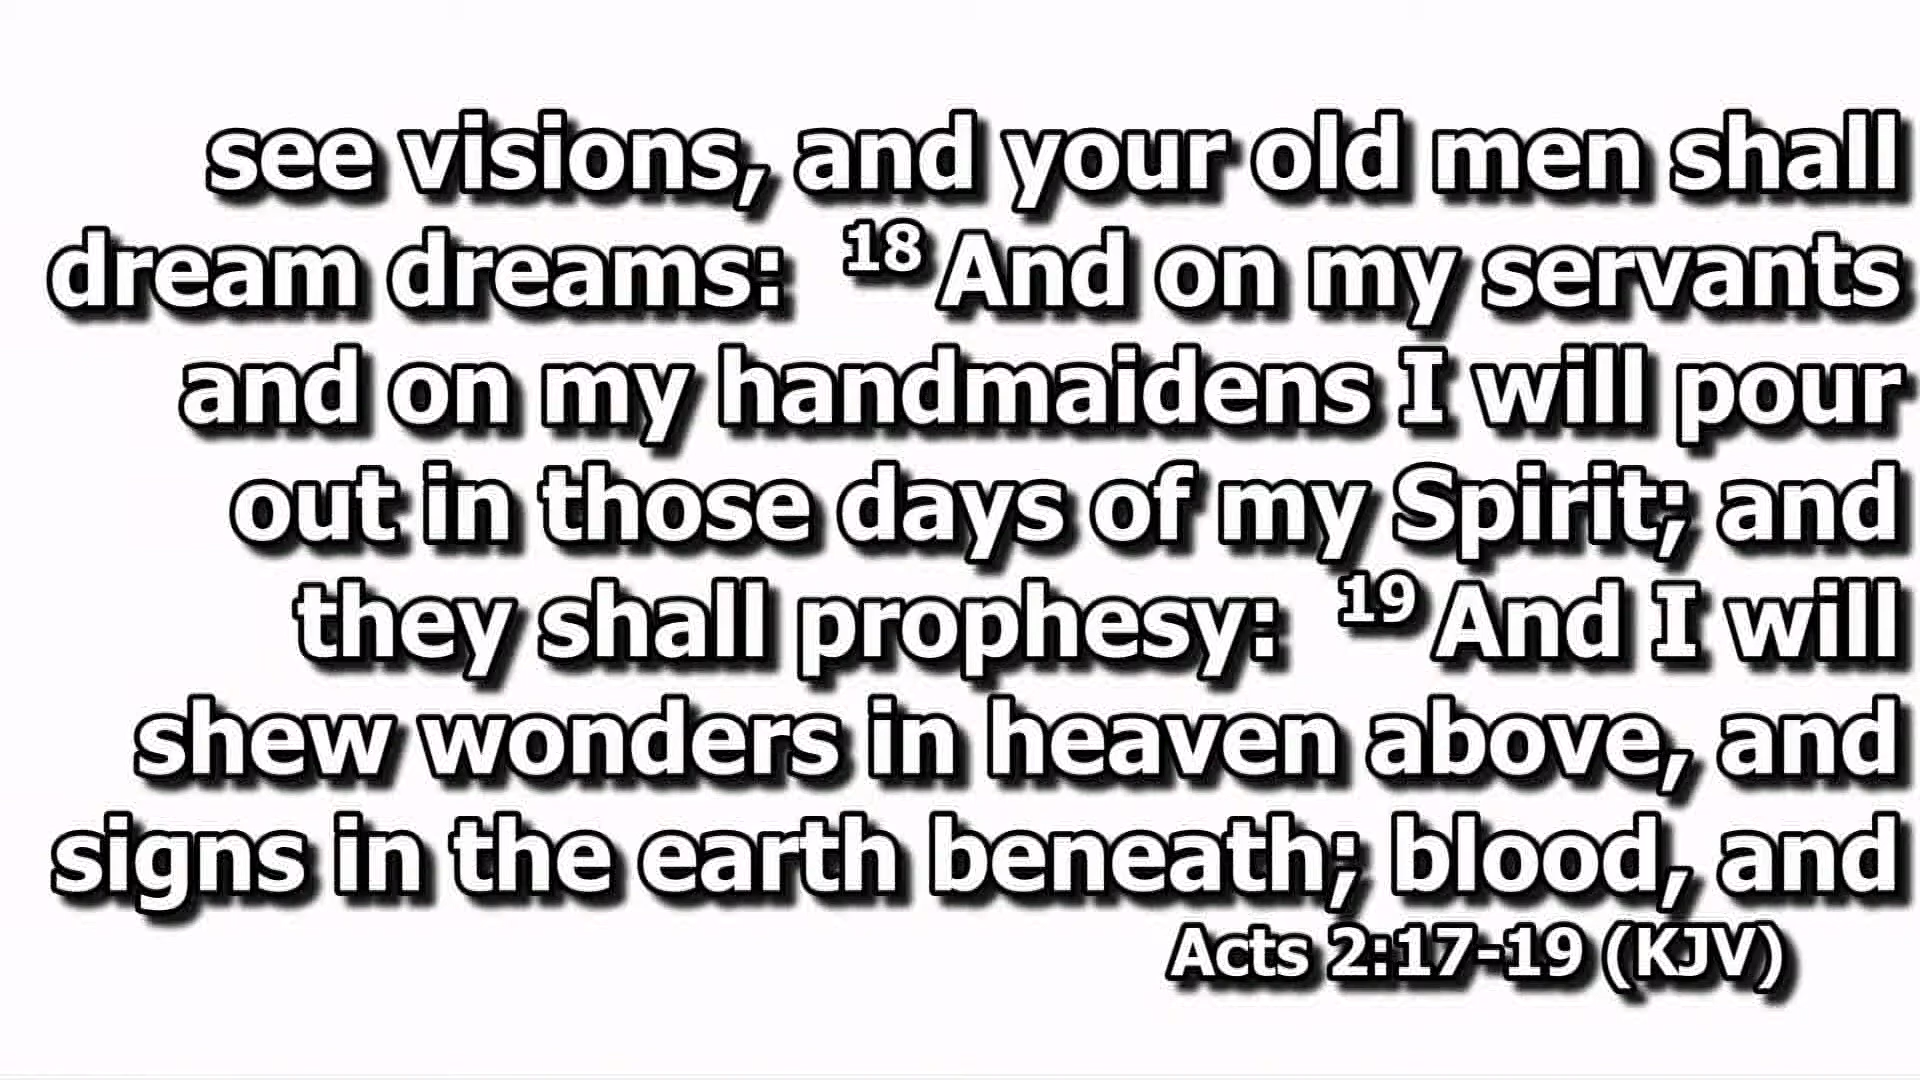 see visions, and your old men shall
dream dreams: 18 And on my servants
and on my handmaidens I will pour
out in those days of my Spirit; and
they shall prophesy: 19 And I will
shew wonders in heaven above, and
signs in the earth beneath; blood, and
Acts 2:17-19 (KJV)